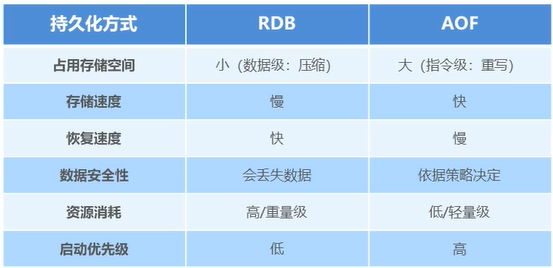 持久化方式 RDB AOF
占用存储空间 小（数据级：压缩） 大（指令级：重写）
存储速度 慢 快
恢复速度 快 慢
数据安全性 会丢失数据 依据策略决定
资源消耗 高/重量级 低/轻量级
启动优先级 低 高